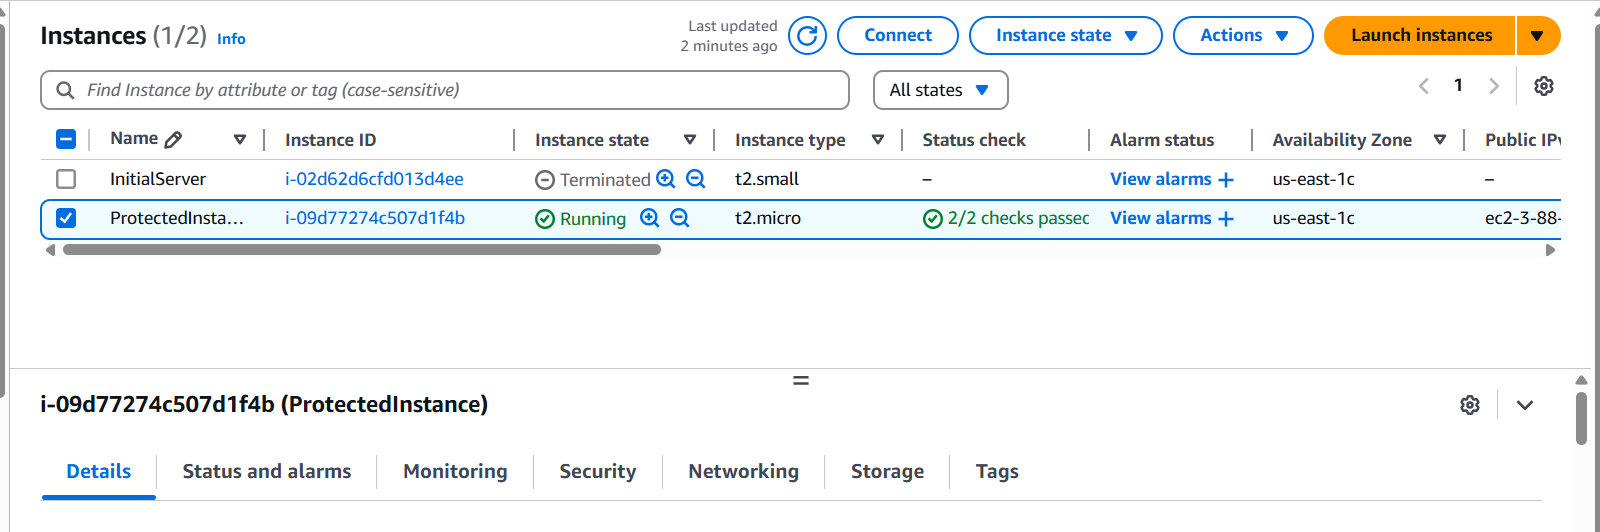 Instances (1/2) Info
Last updated
2 minutes ago
Connect
Instance state
Actions
Launch instances
Find Instance by attribute or tag (case-sensitive)
All states
1
Name Instance ID Instance state Instance type Status check Alarm status Availability Zone Public IPv
InitialServer i-02d62d6cfd013d4ee Terminated t2.small – View alarms + us-east-1c –
ProtectedInsta... i-09d77274c507d1f4b Running t2.micro 2/2 checks passed View alarms + us-east-1c ec2-3-88-
i-09d77274c507d1f4b (ProtectedInstance)
Details Status and alarms Monitoring Security Networking Storage Tags